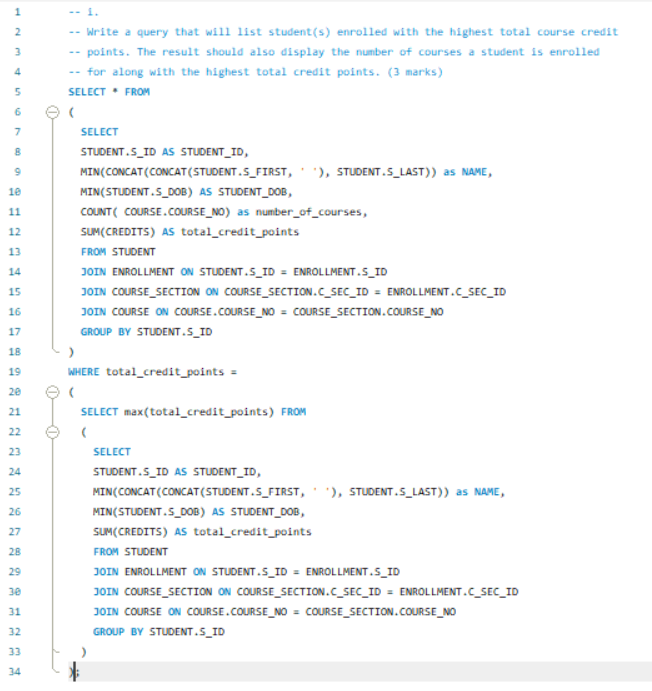 1 -- i.
2 -- Write a query that will list student(s) enrolled with the highest total course credit
3 -- points. The result should also display the number of courses a student is enrolled
4 -- for along with the highest total credit points. (3 marks)
5 SELECT * FROM
6 (
7 SELECT
8 STUDENT.S_ID AS STUDENT_ID,
9 MIN(CONCAT(CONCAT(STUDENT.S_FIRST, ' '), STUDENT.S_LAST)) as NAME,
10 MIN(STUDENT.S_DOB) AS STUDENT_DOB,
11 COUNT( COURSE.COURSE_NO) as number_of_courses,
12 SUM(CREDITS) AS total_credit_points
13 FROM STUDENT
14 JOIN ENROLLMENT ON STUDENT.S_ID = ENROLLMENT.S_ID
15 JOIN COURSE_SECTION ON COURSE_SECTION.C_SEC_ID = ENROLLMENT.C_SEC_ID
16 JOIN COURSE ON COURSE.COURSE_NO = COURSE_SECTION.COURSE_NO
17 GROUP BY STUDENT.S_ID
18 )
19 WHERE total_credit_points =
20 (
21 SELECT max(total_credit_points) FROM
22 (
23 SELECT
24 STUDENT.S_ID AS STUDENT_ID,
25 MIN(CONCAT(CONCAT(STUDENT.S_FIRST, ' '), STUDENT.S_LAST)) as NAME,
26 MIN(STUDENT.S_DOB) AS STUDENT_DOB,
27 SUM(CREDITS) AS total_credit_points
28 FROM STUDENT
29 JOIN ENROLLMENT ON STUDENT.S_ID = ENROLLMENT.S_ID
30 JOIN COURSE_SECTION ON COURSE_SECTION.C_SEC_ID = ENROLLMENT.C_SEC_ID
31 JOIN COURSE ON COURSE.COURSE_NO = COURSE_SECTION.COURSE_NO
32 GROUP BY STUDENT.S_ID
33 )
34 );